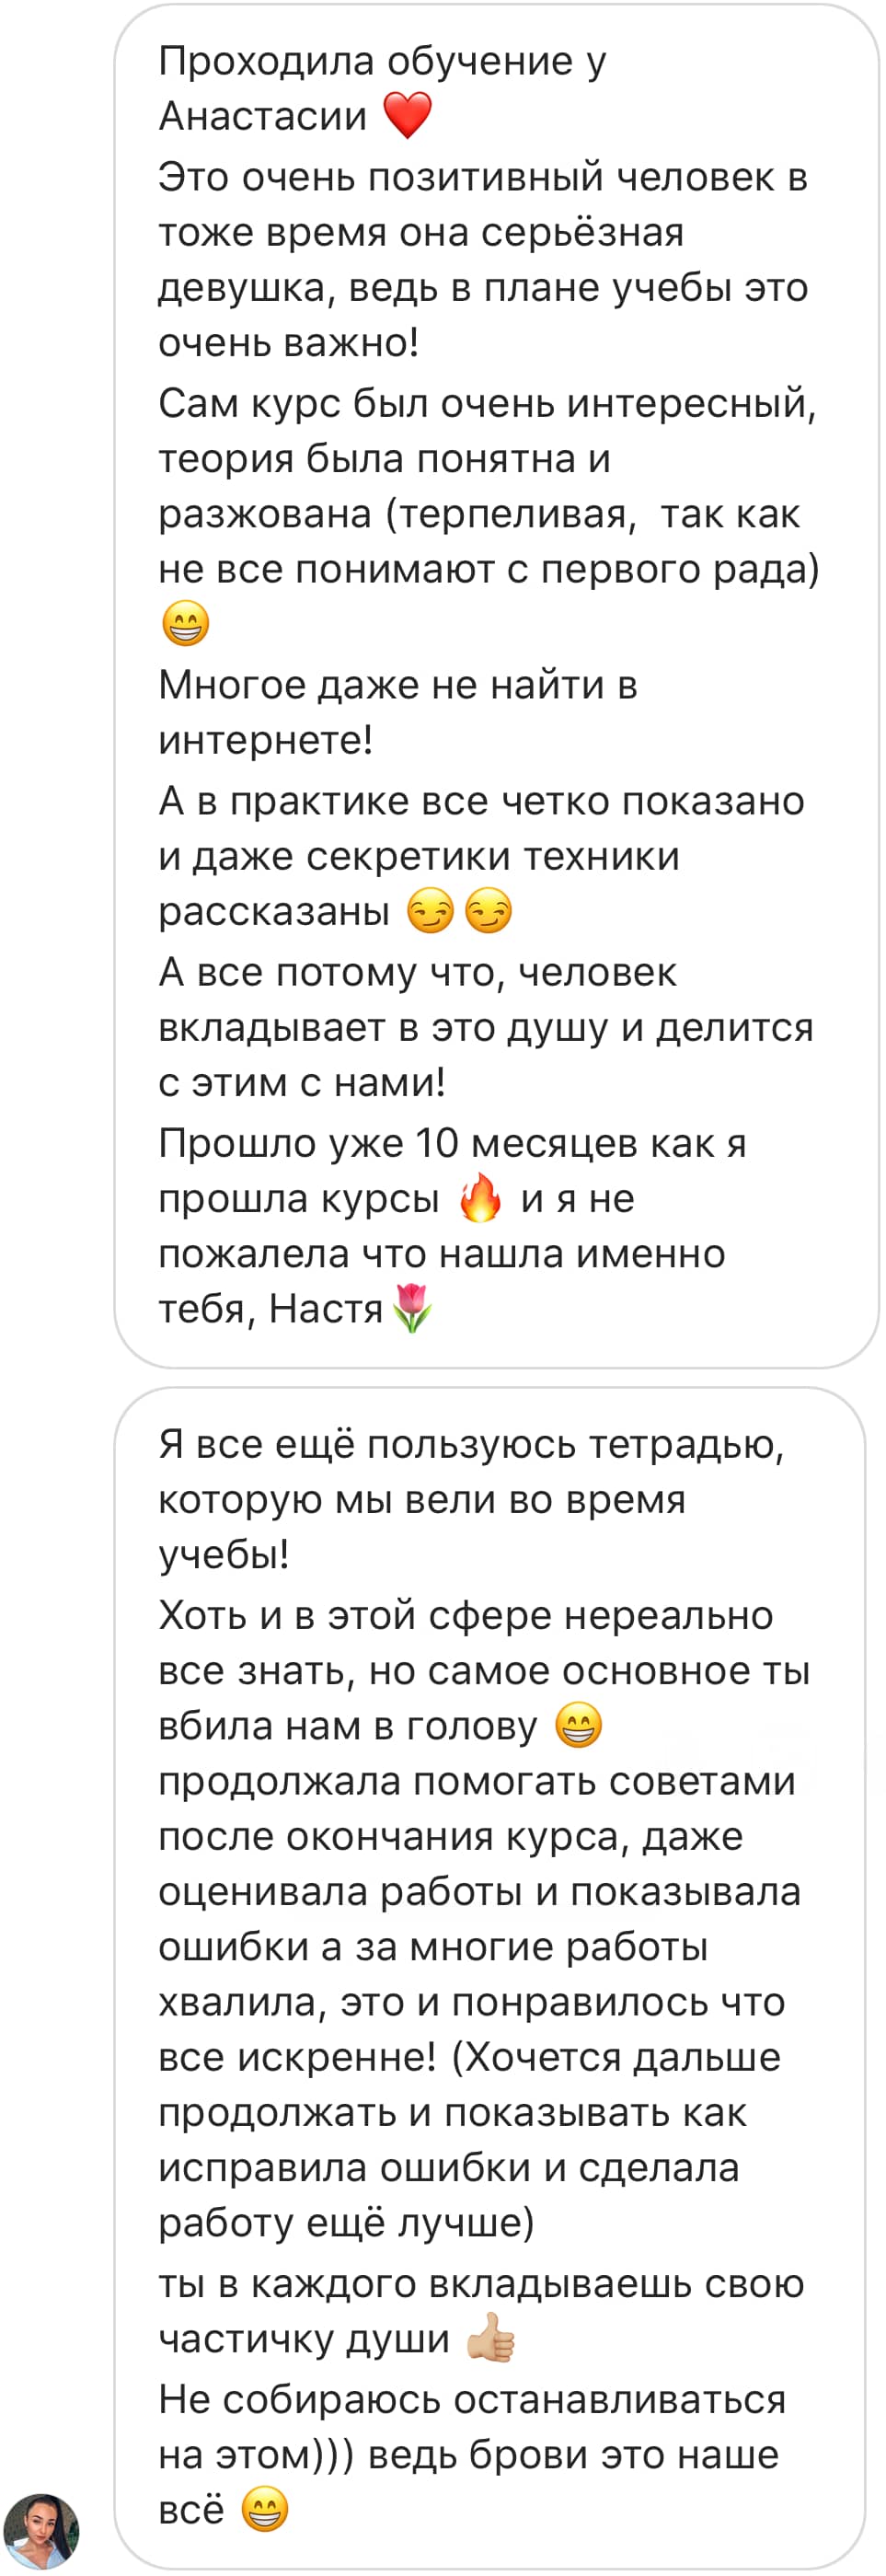 Проходила обучение у
Анастасии ❤️
Это очень позитивный человек в
тоже время она серьёзная
девушка, ведь в плане учебы это
очень важно!
Сам курс был очень интересный,
теория была понятна и
разжована (терпеливая,  так как
не все понимают с первого рада)
😁
Многое даже не найти в
интернете!
А в практике все четко показано
и даже секретики техники
рассказаны 😏😏
А все потому что, человек
вкладывает в это душу и делится
с этим с нами!
Прошло уже 10 месяцев как я
прошла курсы 🔥 и я не
пожалела что нашла именно
тебя, Настя🌷
Я все ещё пользуюсь тетрадью,
которую мы вели во время
учебы!
Хоть и в этой сфере нереально
все знать, но самое основное ты
вбила нам в голову 😁
продолжала помогать советами
после окончания курса, даже
оценивала работы и показывала
ошибки а за многие работы
хвалила, это и понравилось что
все искренне! (Хочется дальше
продолжать и показывать как
исправила ошибки и сделала
работу ещё лучше)
ты в каждого вкладываешь свою
частичку души 👍🏼
Не собираюсь останавливаться
на этом))) ведь брови это наше
всё 😁